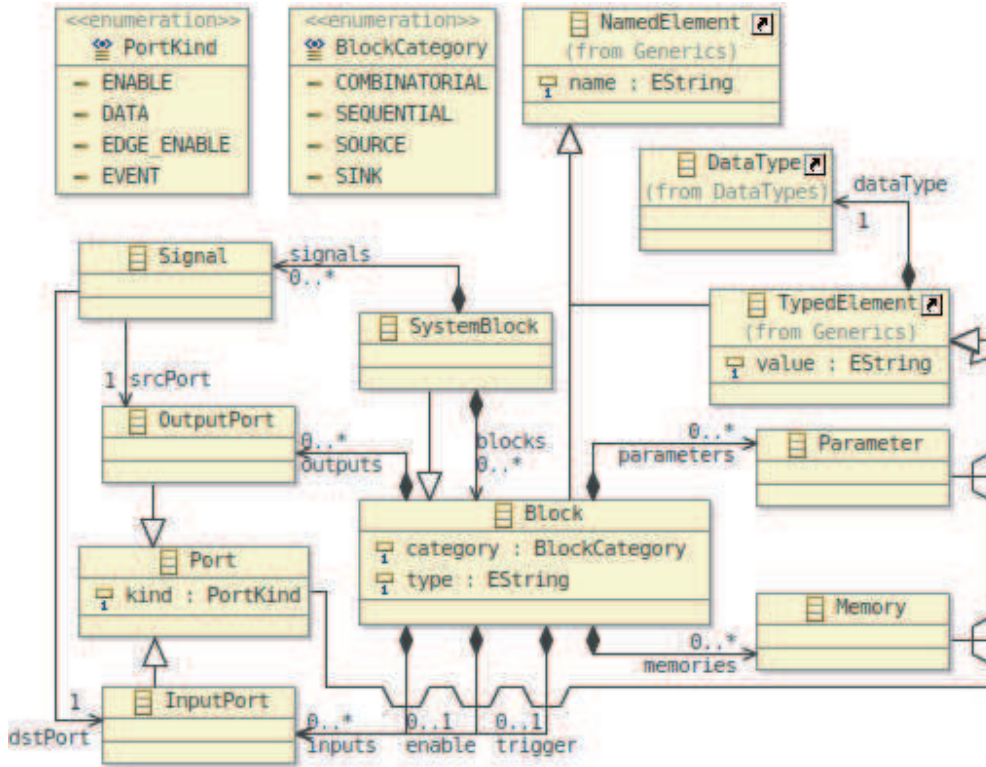 <<enumeration>>
PortKind
ENABLE
DATA
EDGE_ENABLE
EVENT
<<enumeration>>
BlockCategory
COMBINATORIAL
SEQUENTIAL
SOURCE
SINK
NamedElement
(from Generics)
name : EString
DataType
(from DataTypes)
dataType
1
Signal
signals
0..*
SystemBlock
TypedElement
(from Generics)
value : EString
1
srcPort
OutputPort
0..*
outputs
blocks
0..*
0..*
parameters
Parameter
Block
category : BlockCategory
type : EString
Port
kind : PortKind
Memory
0..*
memories
1
dstPort
InputPort
0..*
inputs
0..1
enable
0..1
trigger